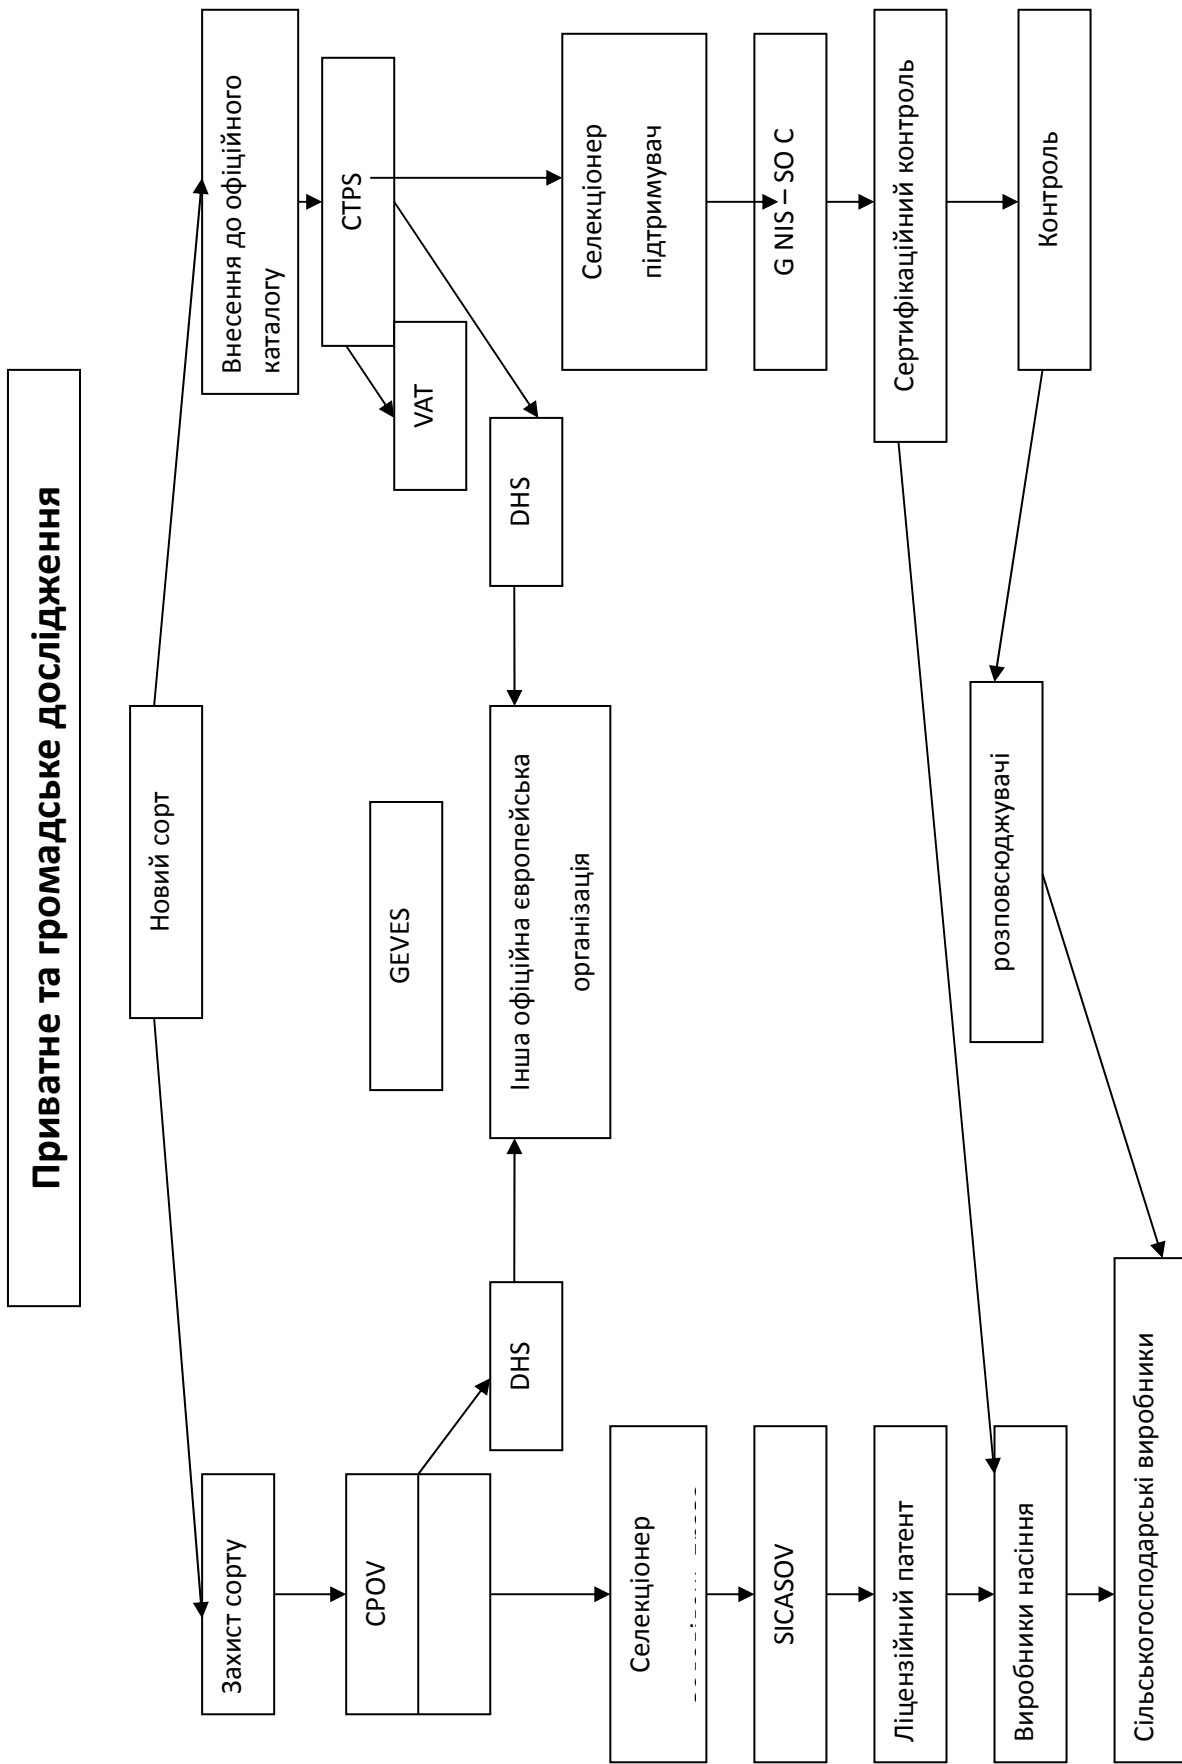 Приватне та громадське дослідження
Новий сорт
Захист сорту
Внесення до офіційного
каталогу
CPOV
CTPS
GEVES
VAT
DHS
DHS
Інша офіційна європейська
організація
Селекціонер
Селекціонер
підтримувач
SICASOV
G NIS – SO C
Ліцензійний патент
Сертифікаційний контроль
Виробники насіння
розповсюджувачі
Контроль
Сільськогосподарські виробники